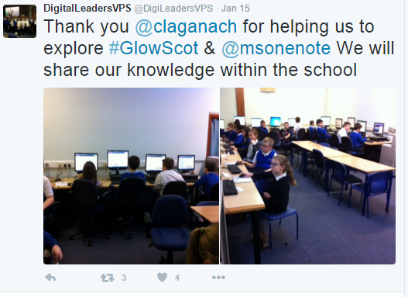 DigitalLeadersVPS @DigiLeadersVPS · Jan 15
Thank you @claganach for helping us to
explore #GlowScot & @msonenote We will
share our knowledge within the school
3 4